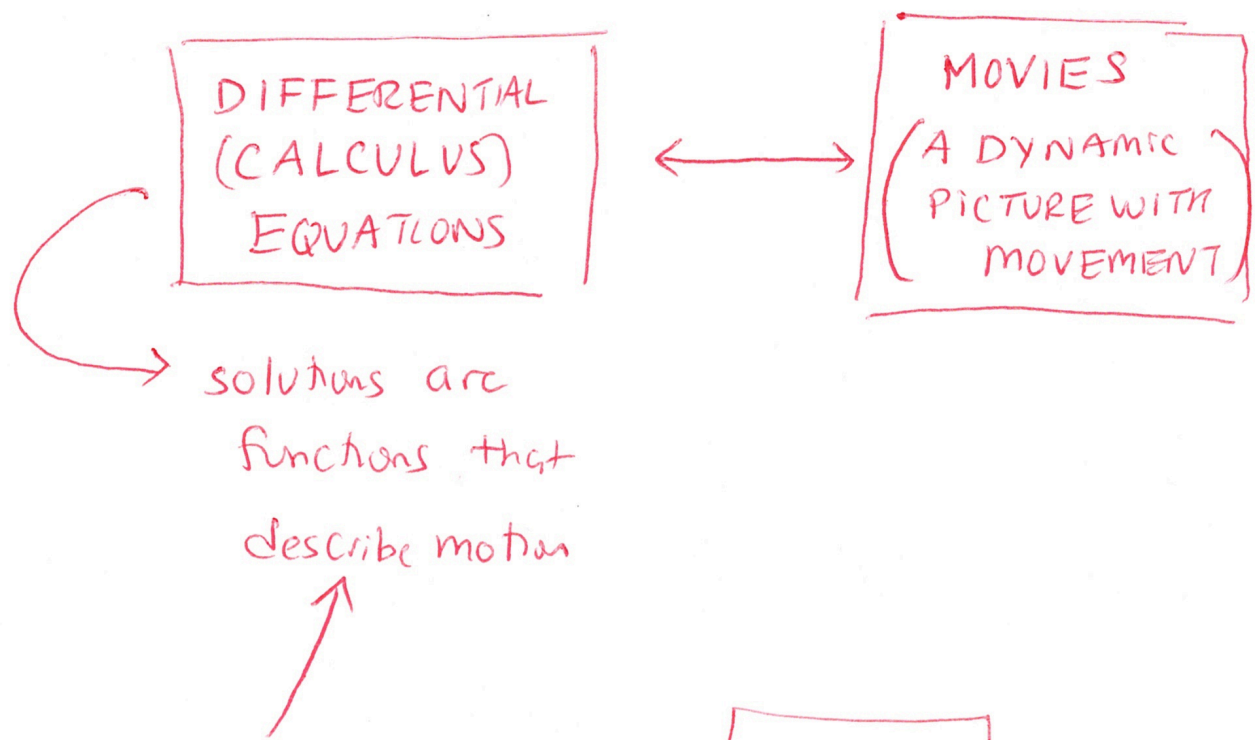 DIFFERENTIAL
(CALCULUS)
EQUATIONS
MOVIES
(A DYNAMIC
PICTURE WITH
MOVEMENT)
solutions are
functions that
describe motion